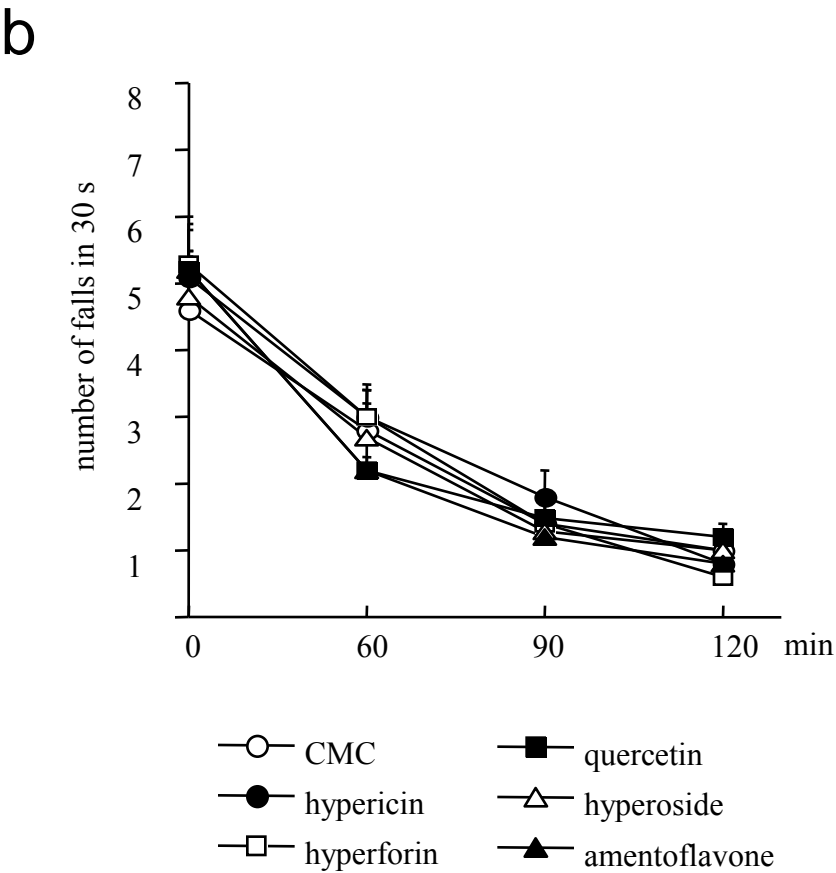 b
8
7
6
5
4
3
2
1
number of falls in 30 s
0 60 90 120 min
CMC quercetin
hypericin hyperoside
hyperforin amentoflavone